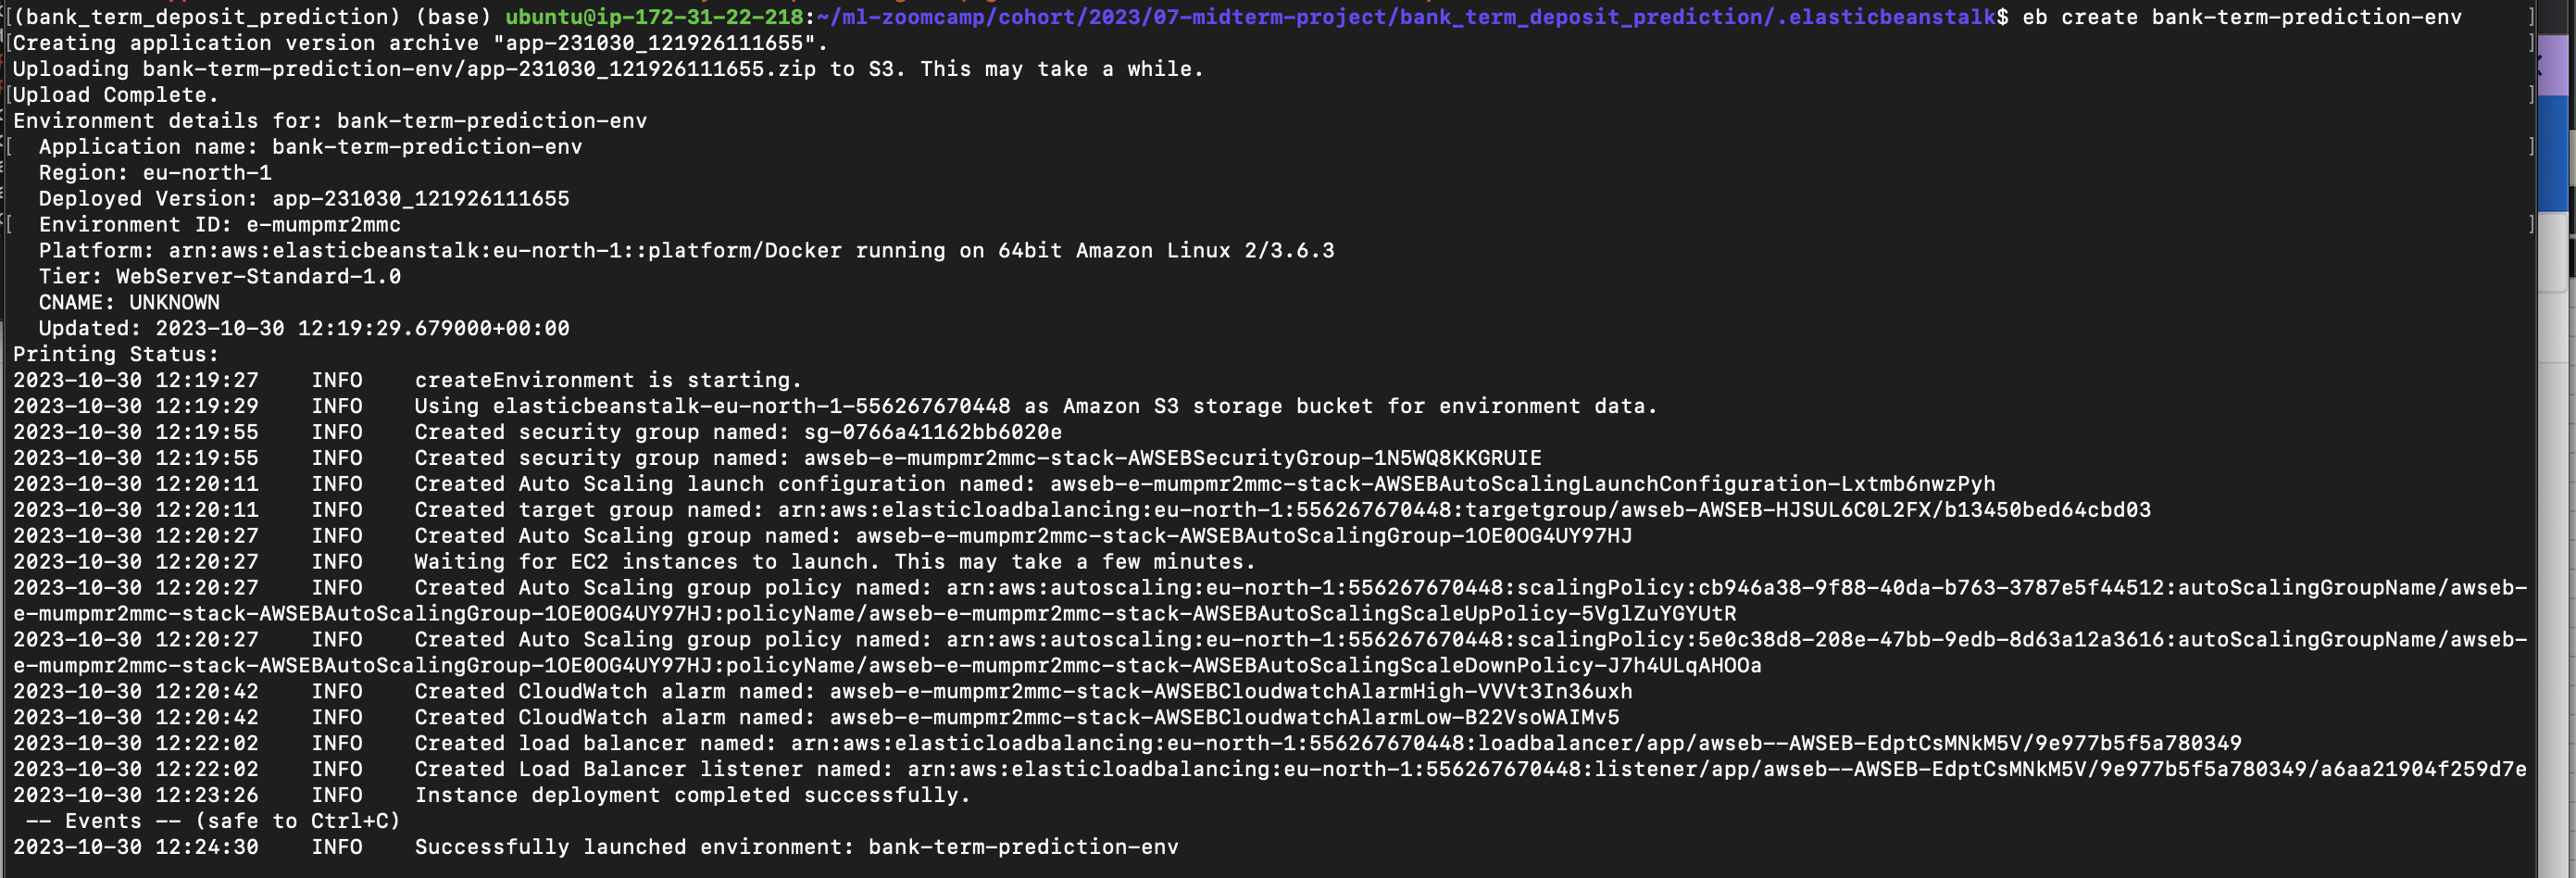 [(bank_term_deposit_prediction) (base) ubuntu@ip-172-31-22-218:~/ml-zoomcamp/cohort/2023/07-midterm-project/bank_term_deposit_prediction/.elasticbeanstalk$ eb create bank-term-prediction-env ]
[Creating application version archive "app-231030_121926111655". ]
Uploading bank-term-prediction-env/app-231030_121926111655.zip to S3. This may take a while.
[Upload Complete. ]
Environment details for: bank-term-prediction-env
[ Application name: bank-term-prediction-env ]
Region: eu-north-1
Deployed Version: app-231030_121926111655
[ Environment ID: e-mumpmr2mmc ]
Platform: arn:aws:elasticbeanstalk:eu-north-1::platform/Docker running on 64bit Amazon Linux 2/3.6.3
Tier: WebServer-Standard-1.0
CNAME: UNKNOWN
Updated: 2023-10-30 12:19:29.679000+00:00
Printing Status:
2023-10-30 12:19:27 INFO createEnvironment is starting.
2023-10-30 12:19:29 INFO Using elasticbeanstalk-eu-north-1-556267670448 as Amazon S3 storage bucket for environment data.
2023-10-30 12:19:55 INFO Created security group named: sg-0766a41162bb6020e
2023-10-30 12:19:55 INFO Created security group named: awseb-e-mumpmr2mmc-stack-AWSEBSecurityGroup-1N5WQ8KKGRUIE
2023-10-30 12:20:11 INFO Created Auto Scaling launch configuration named: awseb-e-mumpmr2mmc-stack-AWSEBAutoScalingLaunchConfiguration-Lxtmb6nwzPyh
2023-10-30 12:20:11 INFO Created target group named: arn:aws:elasticloadbalancing:eu-north-1:556267670448:targetgroup/awseb-AWSEB-HJSUL6C0L2FX/b13450bed64cbd03
2023-10-30 12:20:27 INFO Created Auto Scaling group named: awseb-e-mumpmr2mmc-stack-AWSEBAutoScalingGroup-1OE0OG4UY97HJ
2023-10-30 12:20:27 INFO Waiting for EC2 instances to launch. This may take a few minutes.
2023-10-30 12:20:27 INFO Created Auto Scaling group policy named: arn:aws:autoscaling:eu-north-1:556267670448:scalingPolicy:cb946a38-9f88-40da-b763-3787e5f44512:autoScalingGroupName/awseb-
e-mumpmr2mmc-stack-AWSEBAutoScalingGroup-1OE0OG4UY97HJ:policyName/awseb-e-mumpmr2mmc-stack-AWSEBAutoScalingScaleUpPolicy-5VglZuYGYUtR
2023-10-30 12:20:27 INFO Created Auto Scaling group policy named: arn:aws:autoscaling:eu-north-1:556267670448:scalingPolicy:5e0c38d8-208e-47bb-9edb-8d63a12a3616:autoScalingGroupName/awseb-
e-mumpmr2mmc-stack-AWSEBAutoScalingGroup-1OE0OG4UY97HJ:policyName/awseb-e-mumpmr2mmc-stack-AWSEBAutoScalingScaleDownPolicy-J7h4ULqAHOOa
2023-10-30 12:20:42 INFO Created CloudWatch alarm named: awseb-e-mumpmr2mmc-stack-AWSEBCloudwatchAlarmHigh-VVVt3In36uxh
2023-10-30 12:20:42 INFO Created CloudWatch alarm named: awseb-e-mumpmr2mmc-stack-AWSEBCloudwatchAlarmLow-B22VsoWAIMv5
2023-10-30 12:22:02 INFO Created load balancer named: arn:aws:elasticloadbalancing:eu-north-1:556267670448:loadbalancer/app/awseb--AWSEB-EdptCsMNkM5V/9e977b5f5a780349
2023-10-30 12:22:02 INFO Created Load Balancer listener named: arn:aws:elasticloadbalancing:eu-north-1:556267670448:listener/app/awseb--AWSEB-EdptCsMNkM5V/9e977b5f5a780349/a6aa21904f259d7e
2023-10-30 12:23:26 INFO Instance deployment completed successfully.
-- Events -- (safe to Ctrl+C)
2023-10-30 12:24:30 INFO Successfully launched environment: bank-term-prediction-env